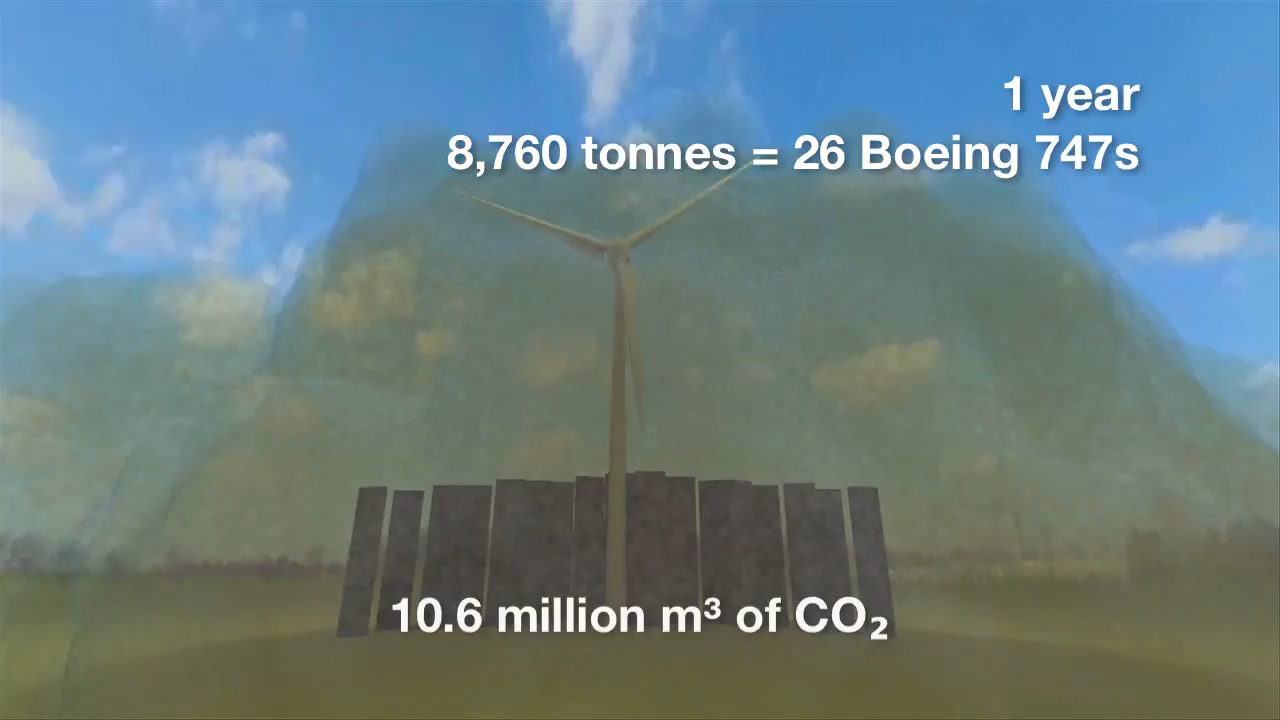 1 year
8,760 tonnes = 26 Boeing 747s
10.6 million m³ of CO₂